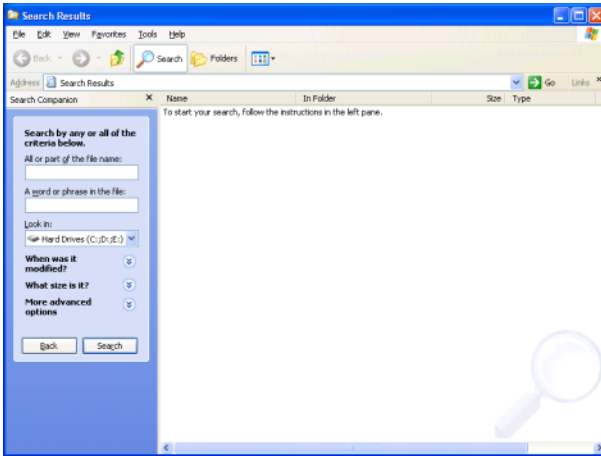 Search Results
File Edit View Favorites Tools Help
Back Search Folders
Address Search Results Go Links
Search Companion Name In Folder Size Type
To start your search, follow the instructions in the left pane.
Search by any or all of the
criteria below.
All or part of the file name:
A word or phrase in the file:
Look in:
Hard Drives (C:;D:;E:)
When was it
modified?
What size is it?
More advanced
options
Back Search